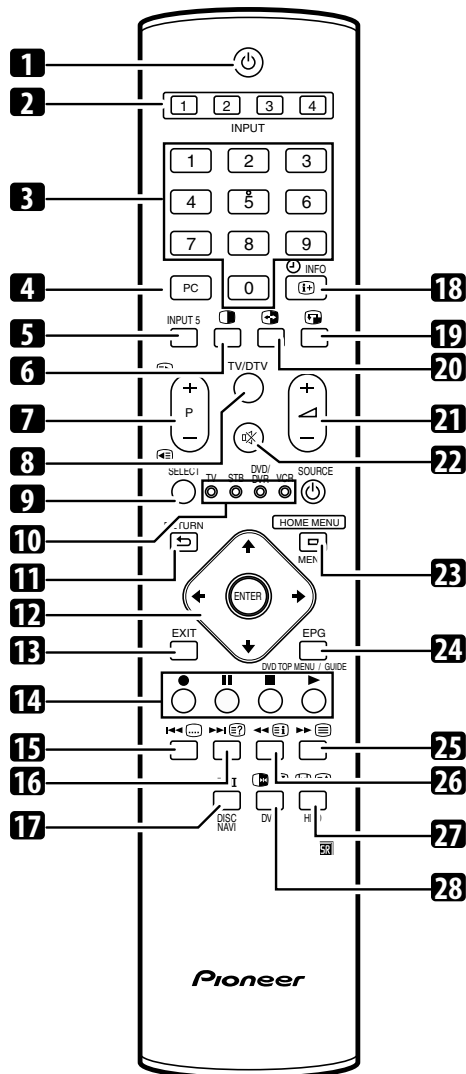 1
2
1 2 3 4
INPUT
3
1 2 3
4 5 6
7 8 9
INFO
4
PC 0
18
5
INPUT 5
19
6
20
TV/DTV
7
+ P −
+ −
21
8
22
9
SELECT
TV STB DVD/DVR VCR
SOURCE
10
HOME MENU
11
23
12
ENTER
13
EXIT
EPG
24
DVD TOP MENU / GUIDE
14
15
25
16
26
17
DISC NAVI
27
SR
28
Pioneer